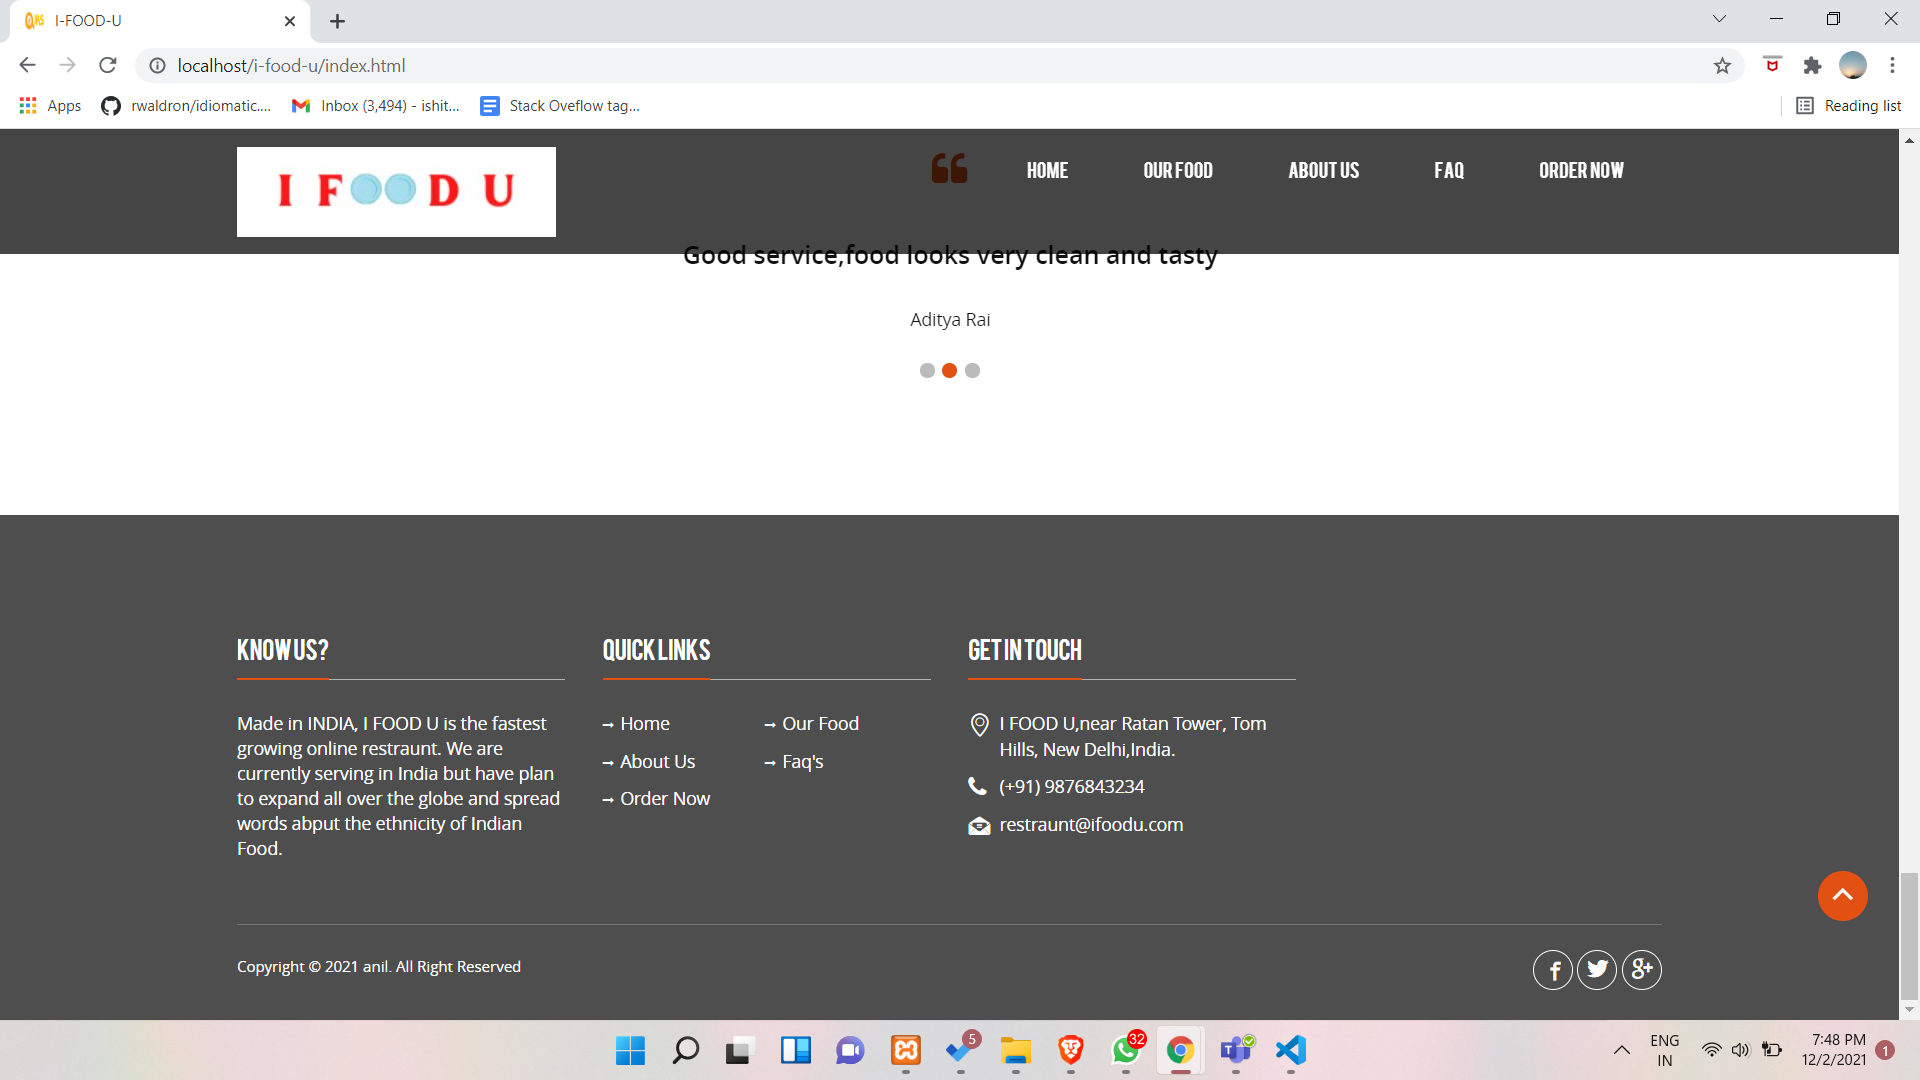 I-FOOD-U
localhost/i-food-u/index.html
Apps
rwaldron/idiomatic....
Inbox (3,494) - ishit...
Stack Oveflow tag...
Reading list
I FOOD U
HOME
OUR FOOD
ABOUT US
FAQ
ORDER NOW
Good service,food looks very clean and tasty
Aditya Rai
KNOW US?
Made in INDIA, I FOOD U is the fastest
growing online restraunt. We are
currently serving in India but have plan
to expand all over the globe and spread
words abput the ethnicity of Indian
Food.
QUICK LINKS
Home
Our Food
About Us
Faq's
Order Now
GET IN TOUCH
I FOOD U,near Ratan Tower, Tom
Hills, New Delhi,India.
(+91) 9876843234
restraunt@ifoodu.com
Copyright © 2021 anil. All Right Reserved
5
32
ENG
IN
7:48 PM
12/2/2021
1